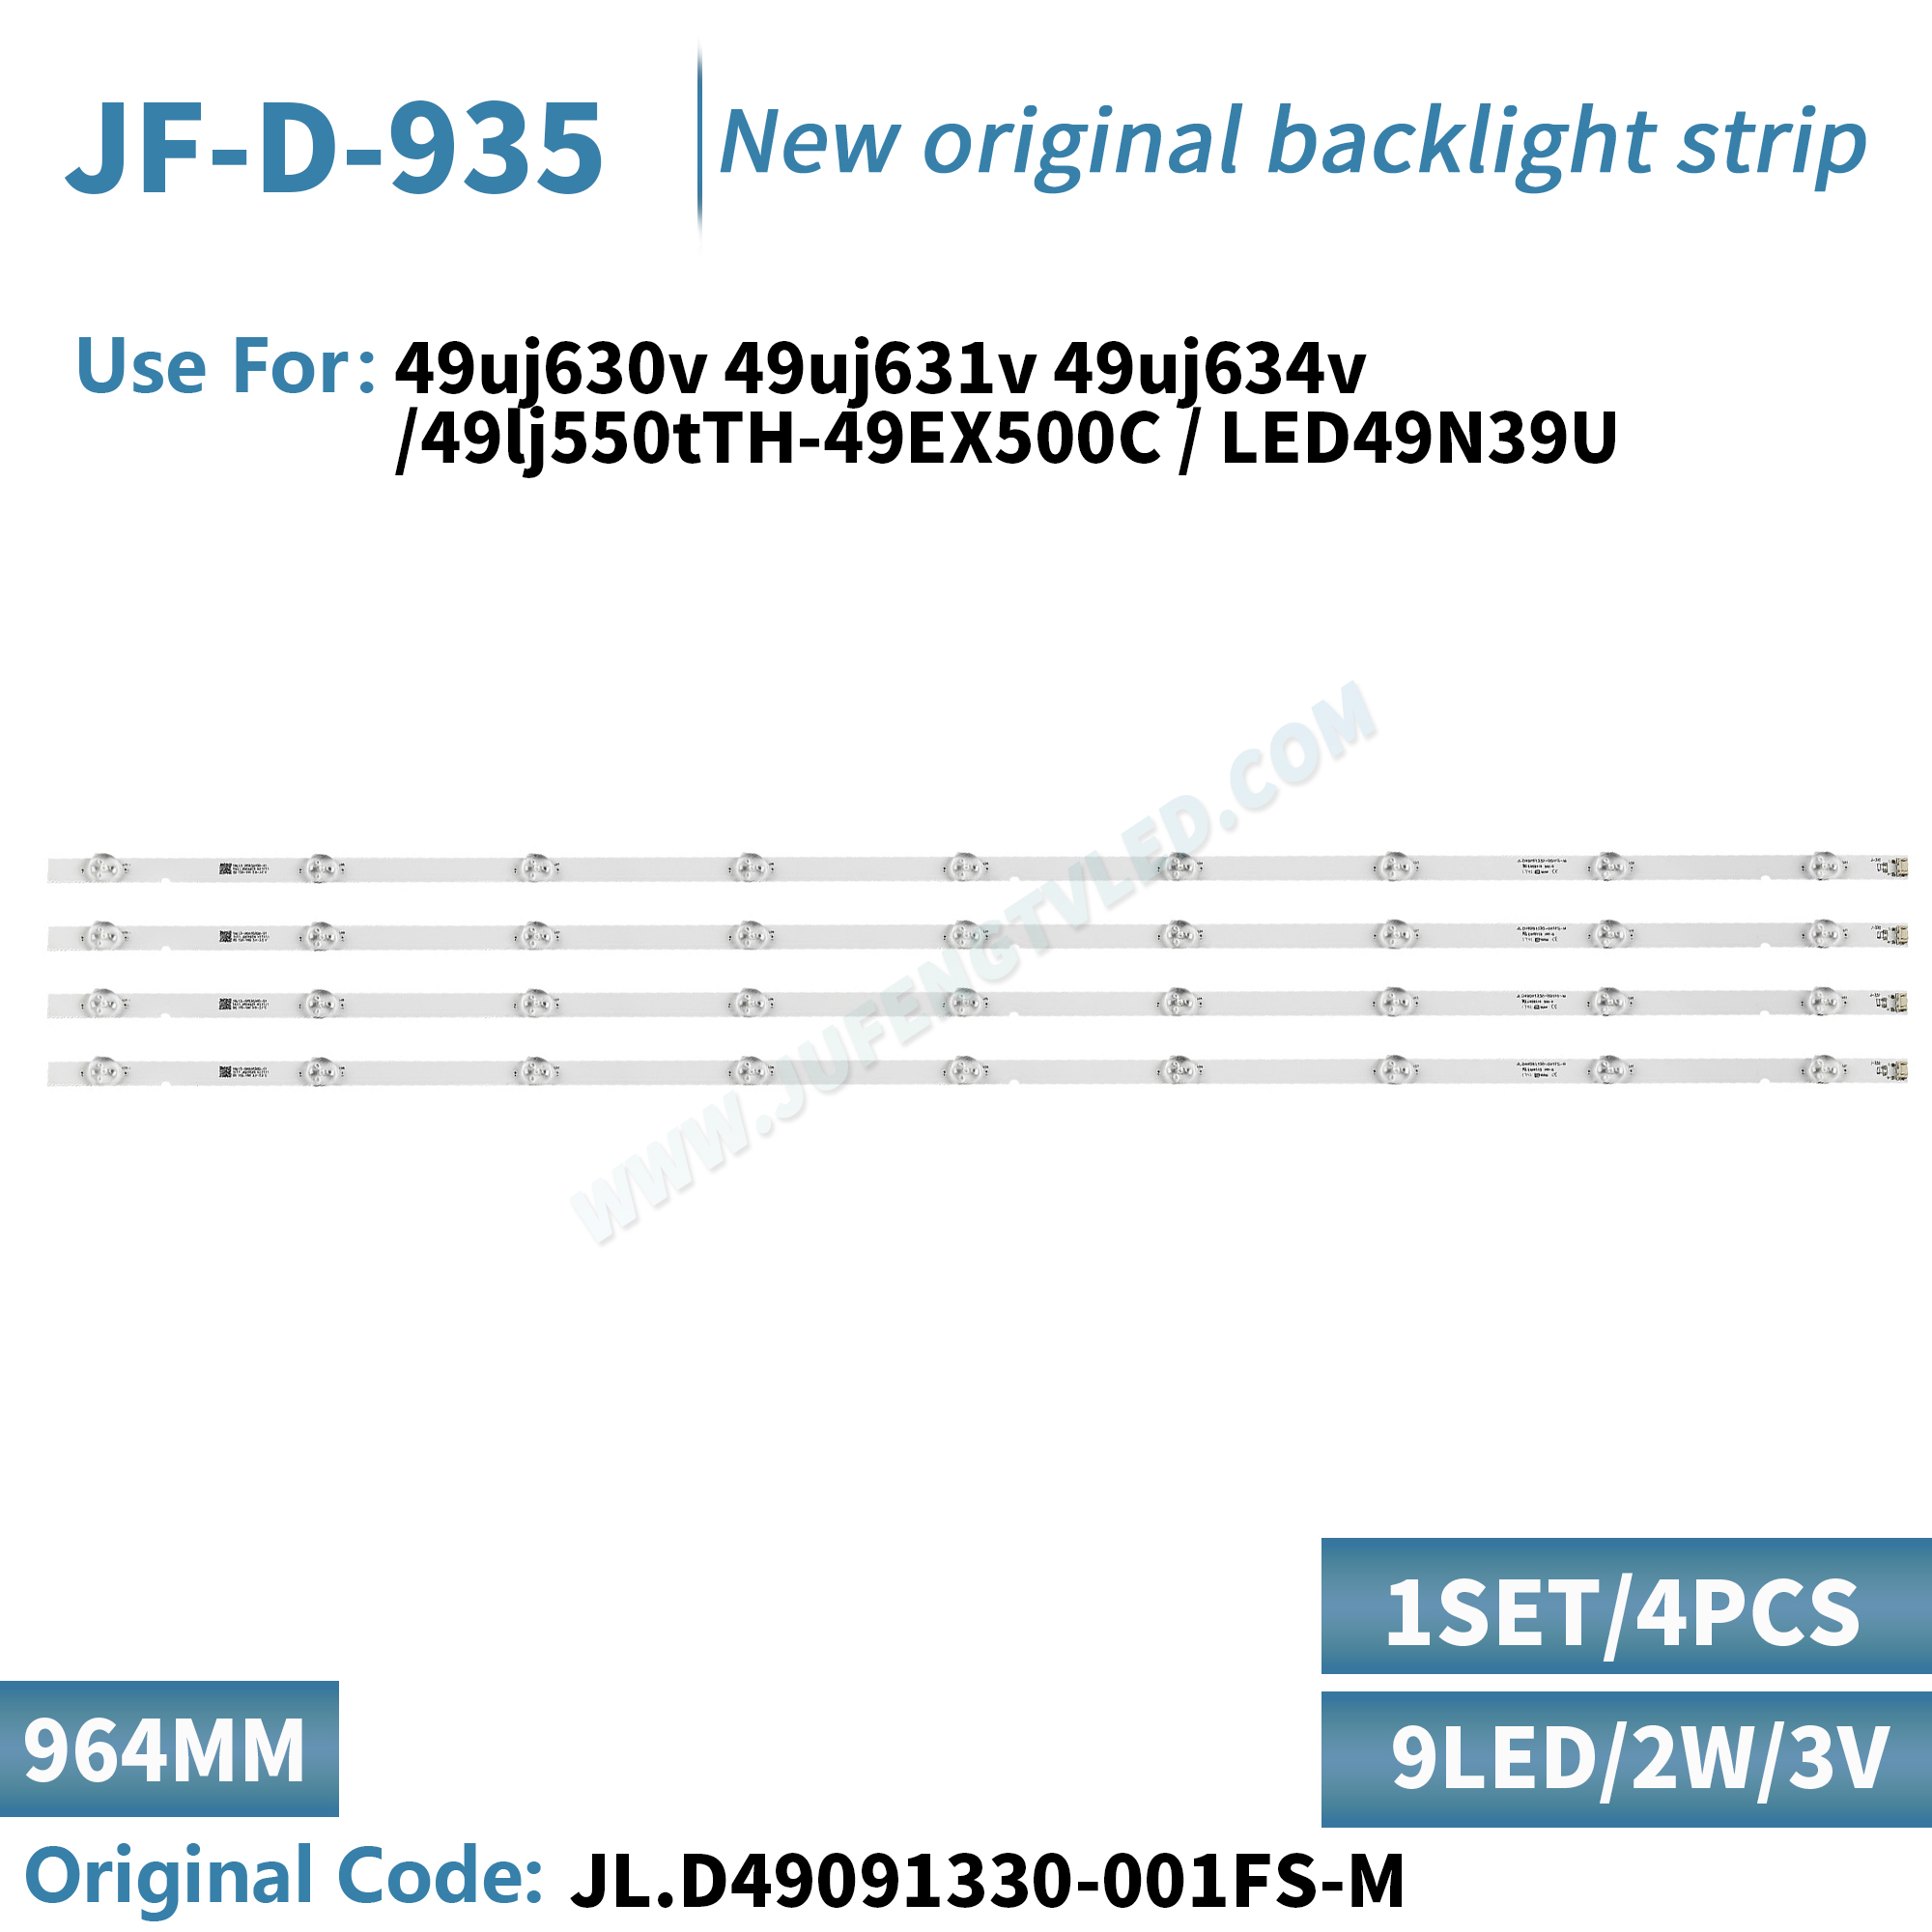 JF-D-935
New original backlight strip
Use For: 49uj630v 49uj631v 49uj634v
/49lj550tTH-49EX500C / LED49N39U
WWW.JUFENGTVLED.COM
1SET/4PCS
964MM
9LED/2W/3V
Original Code: JL.D49091330-001FS-M